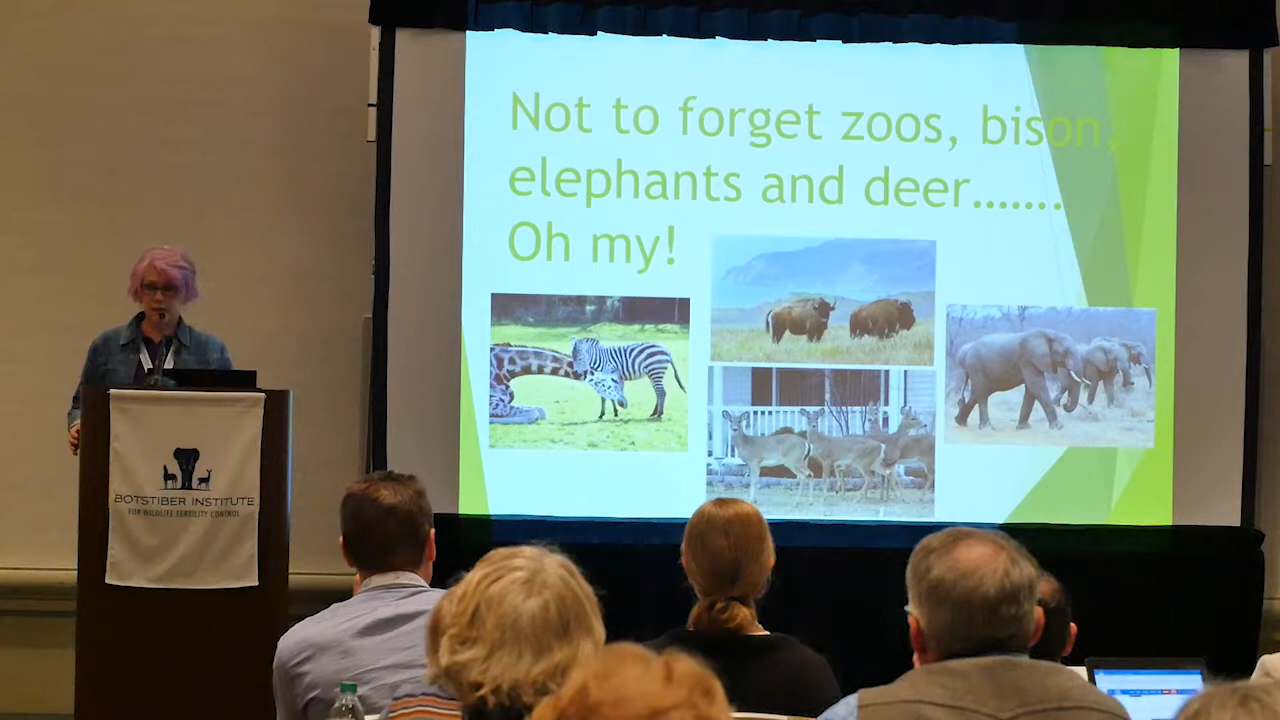 Not to forget zoos, bison,
elephants and deer.......
Oh my!
BOTSTIBER INSTITUTE
FOR WILDLIFE FERTILITY CONTROL